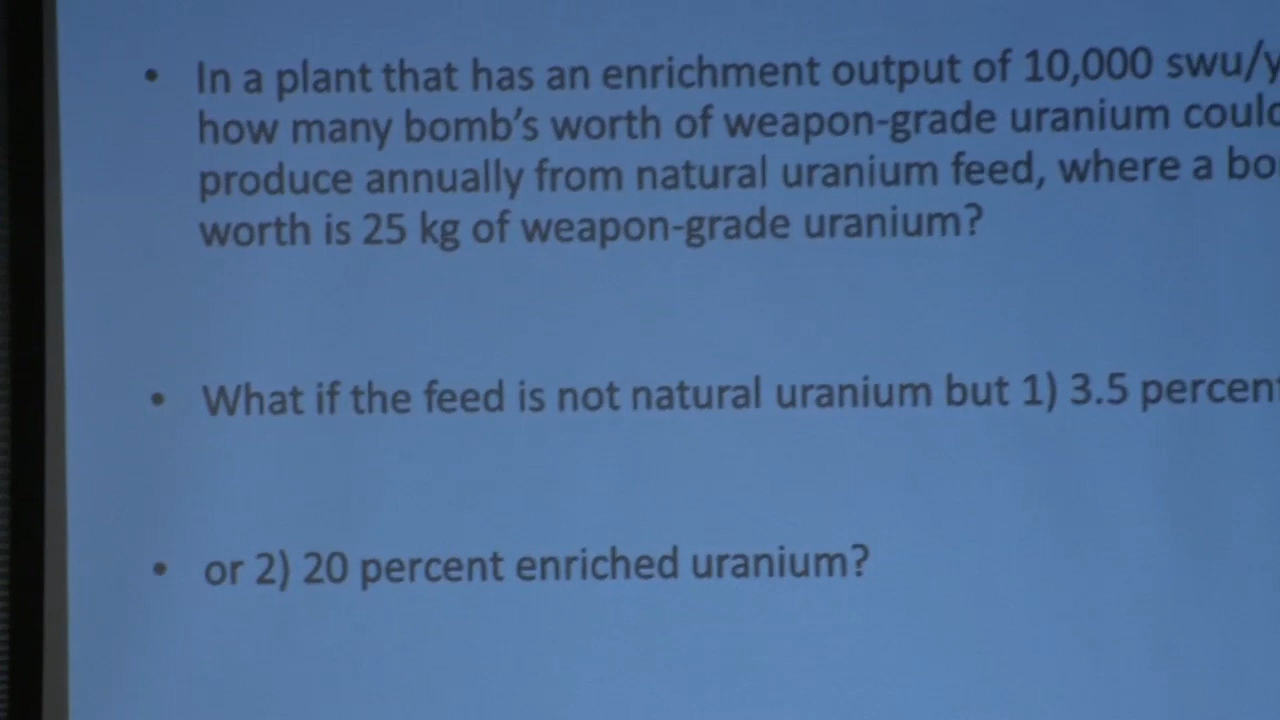 • In a plant that has an enrichment output of 10,000 swu/y
how many bomb's worth of weapon-grade uranium could
produce annually from natural uranium feed, where a bo
worth is 25 kg of weapon-grade uranium?
• What if the feed is not natural uranium but 1) 3.5 percent
• or 2) 20 percent enriched uranium?